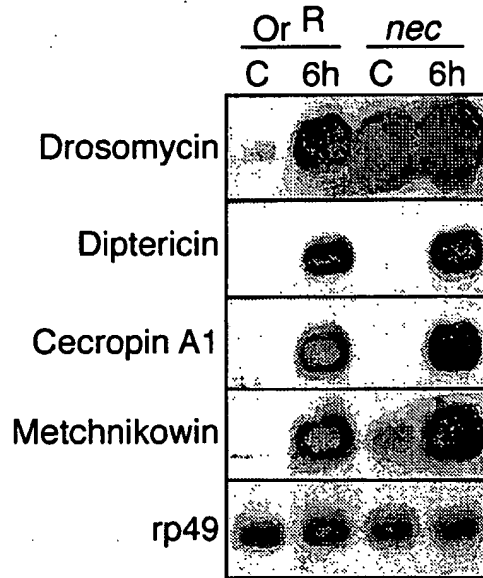 Or R nec
C 6h C 6h
Drosomycin
Diptericin
Cecropin A1
Metchnikowin
rp49